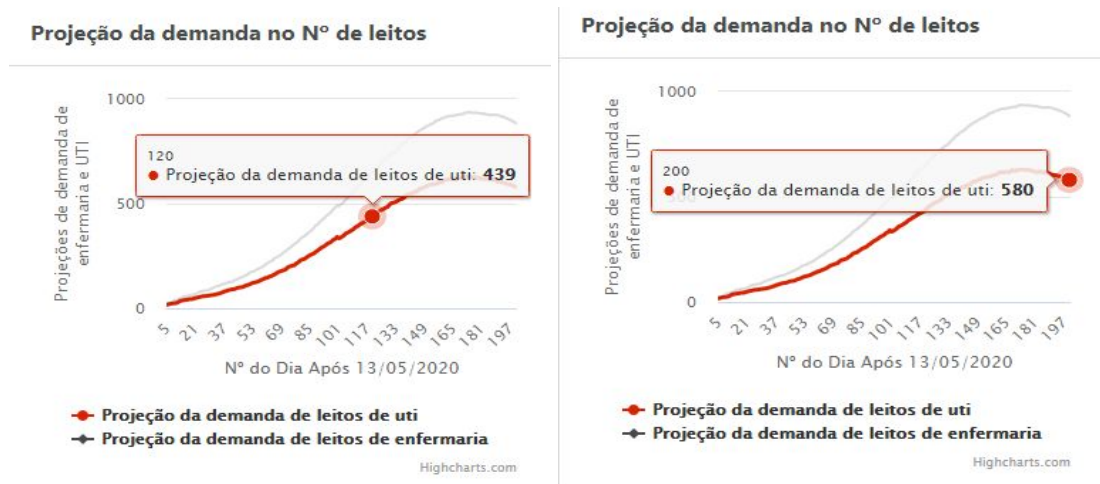 Projeção da demanda no Nº de leitos
Projeções de demanda de
enfermaria e UTI
1000
500
0
120
● Projeção da demanda de leitos de uti: 439
5 21 37 53 69 85 101 117 133 149 165 181 197
Nº do Dia Após 13/05/2020
Projeção da demanda de leitos de uti
Projeção da demanda de leitos de enfermaria
Highcharts.com
Projeção da demanda no Nº de leitos
Projeções de demanda de
enfermaria e UTI
1000
500
0
200
● Projeção da demanda de leitos de uti: 580
5 21 37 53 69 85 101 117 133 149 165 181 197
Nº do Dia Após 13/05/2020
Projeção da demanda de leitos de uti
Projeção da demanda de leitos de enfermaria
Highcharts.com